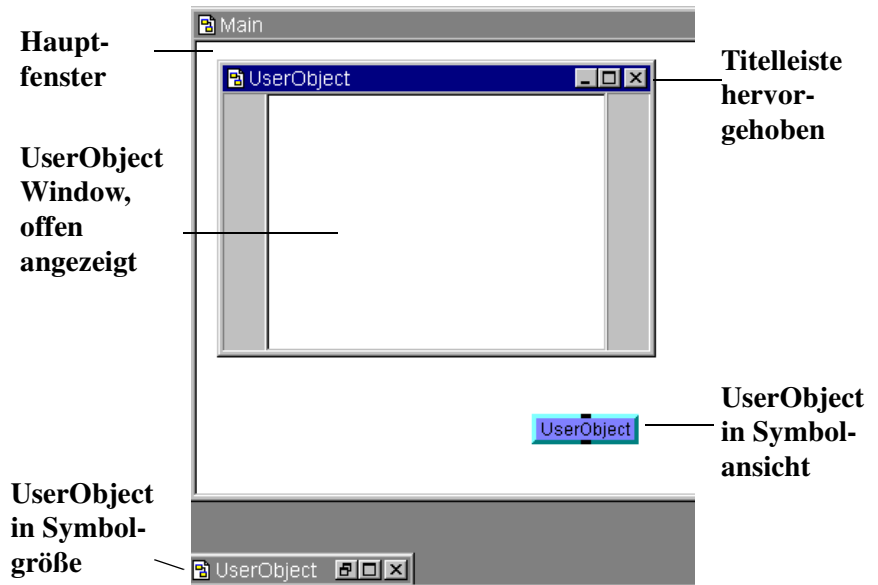 Main
Haupt-
fenster
UserObject
Titelleiste
hervor-
gehoben
UserObject
Window,
offen
angezeigt
UserObject
UserObject
in Symbol-
ansicht
UserObject
in Symbol-
größe
UserObject